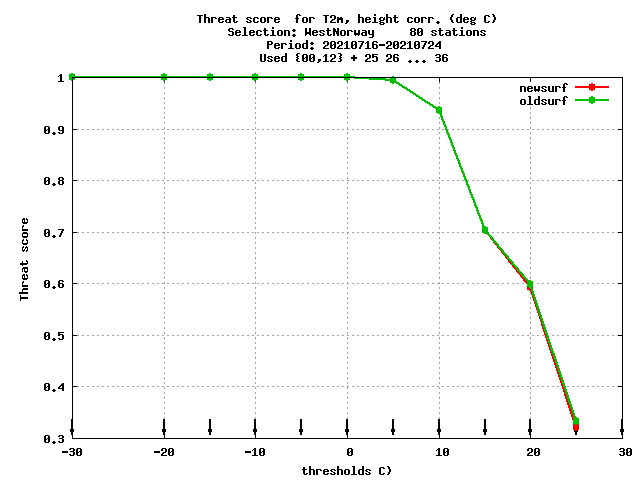 Threat score  for T2m, height corr. (deg C)
Selection: WestNorway     80 stations
Period: 20210716-20210724
Used {00,12} + 25 26 ... 36
newsurf
oldsurf
1
0.9
0.8
0.7
0.6
0.5
0.4
0.3
Threat score
-30 -20 -10 0 10 20 30
thresholds C)